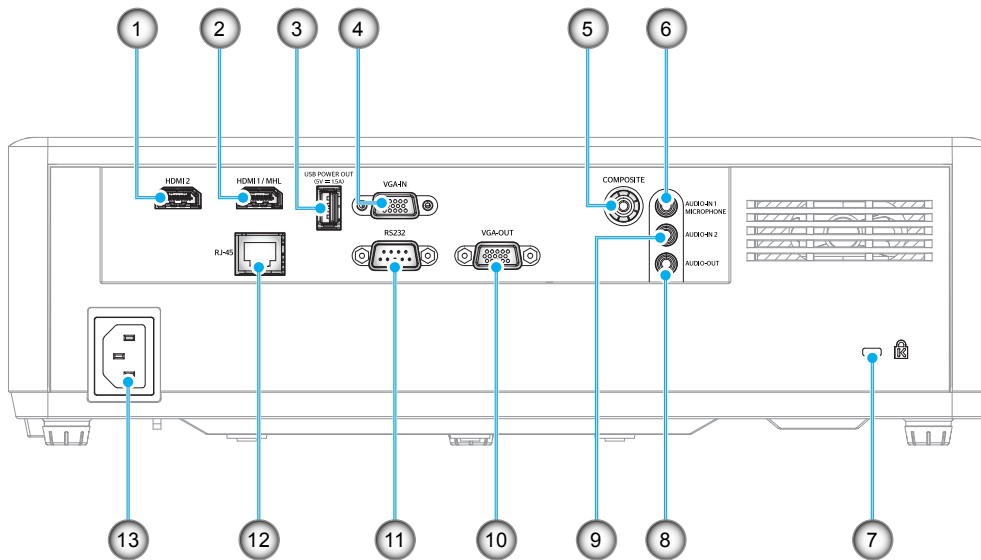 1 2 3 4 5 6
HDMI 2
HDMI 1 / MHL
USB POWER OUT
(5V ⎓ 1.5A)
VGA-IN
COMPOSITE
AUDIO-IN 1
MICROPHONE
AUDIO-IN 2
AUDIO-OUT
RJ-45
RS232
VGA-OUT
K
13 12 11 10 9 8 7